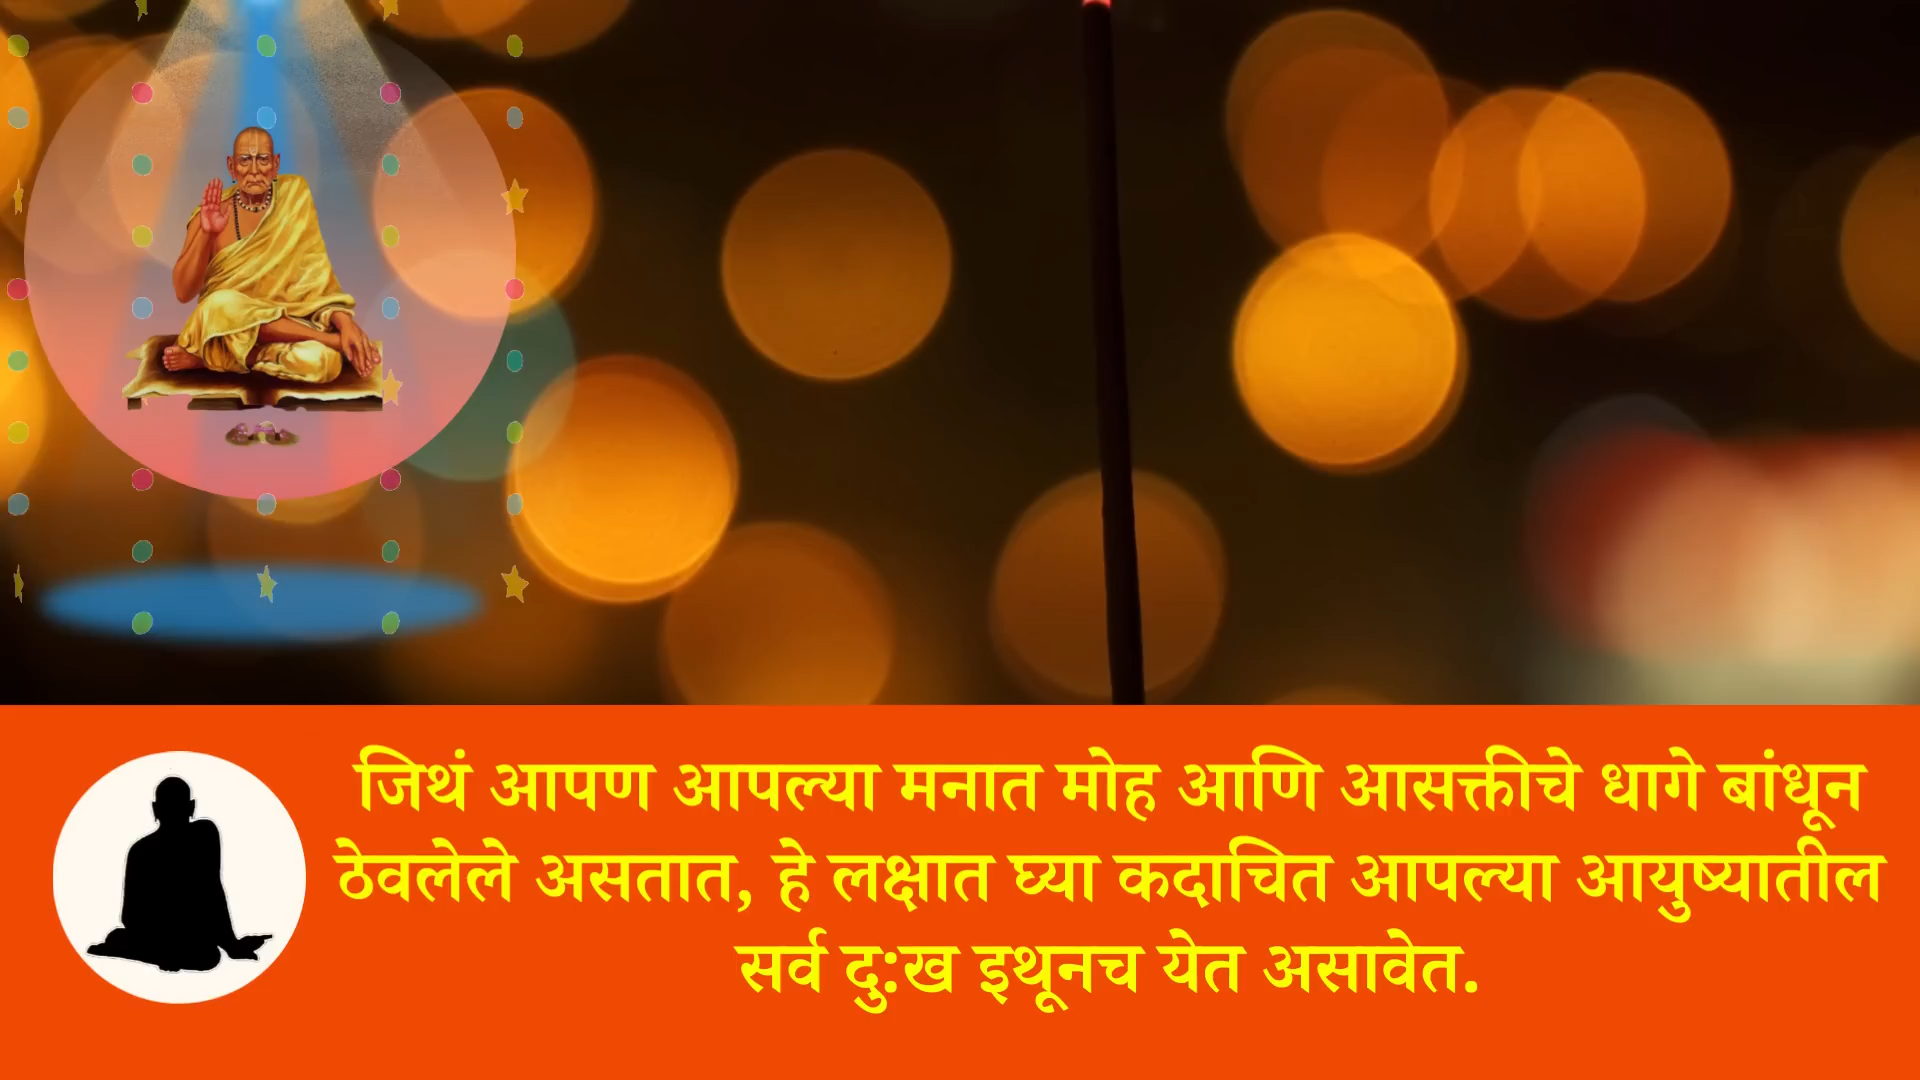 जिथं आपण आपल्या मनात मोह आणि आसक्तीचे धागे बांधून
ठेवलेले असतात, हे लक्षात घ्या कदाचित आपल्या आयुष्यातील
सर्व दु:ख इथूनच येत असावेत.